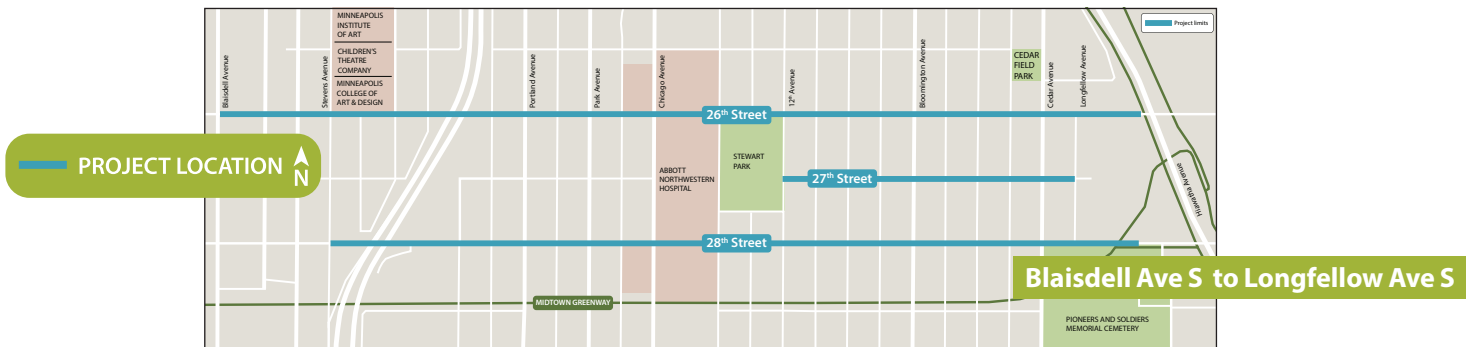 MINNEAPOLIS
INSTITUTE
OF ART
CHILDREN'S
THEATRE
COMPANY
MINNEAPOLIS
COLLEGE OF
ART & DESIGN
Project limits
Blaisdell Avenue
Stevens Avenue
Portland Avenue
Park Avenue
Chicago Avenue
12th Avenue
Bloomington Avenue
CEDAR
FIELD
PARK
Cedar Avenue
Longfellow Avenue
26th Street
PROJECT LOCATION
N
ABBOTT
NORTHWESTERN
HOSPITAL
STEWART
PARK
27th Street
Hiawatha Avenue
28th Street
Blaisdell Ave S to Longfellow Ave S
MIDTOWN GREENWAY
PIONEERS AND SOLDIERS
MEMORIAL CEMETERY